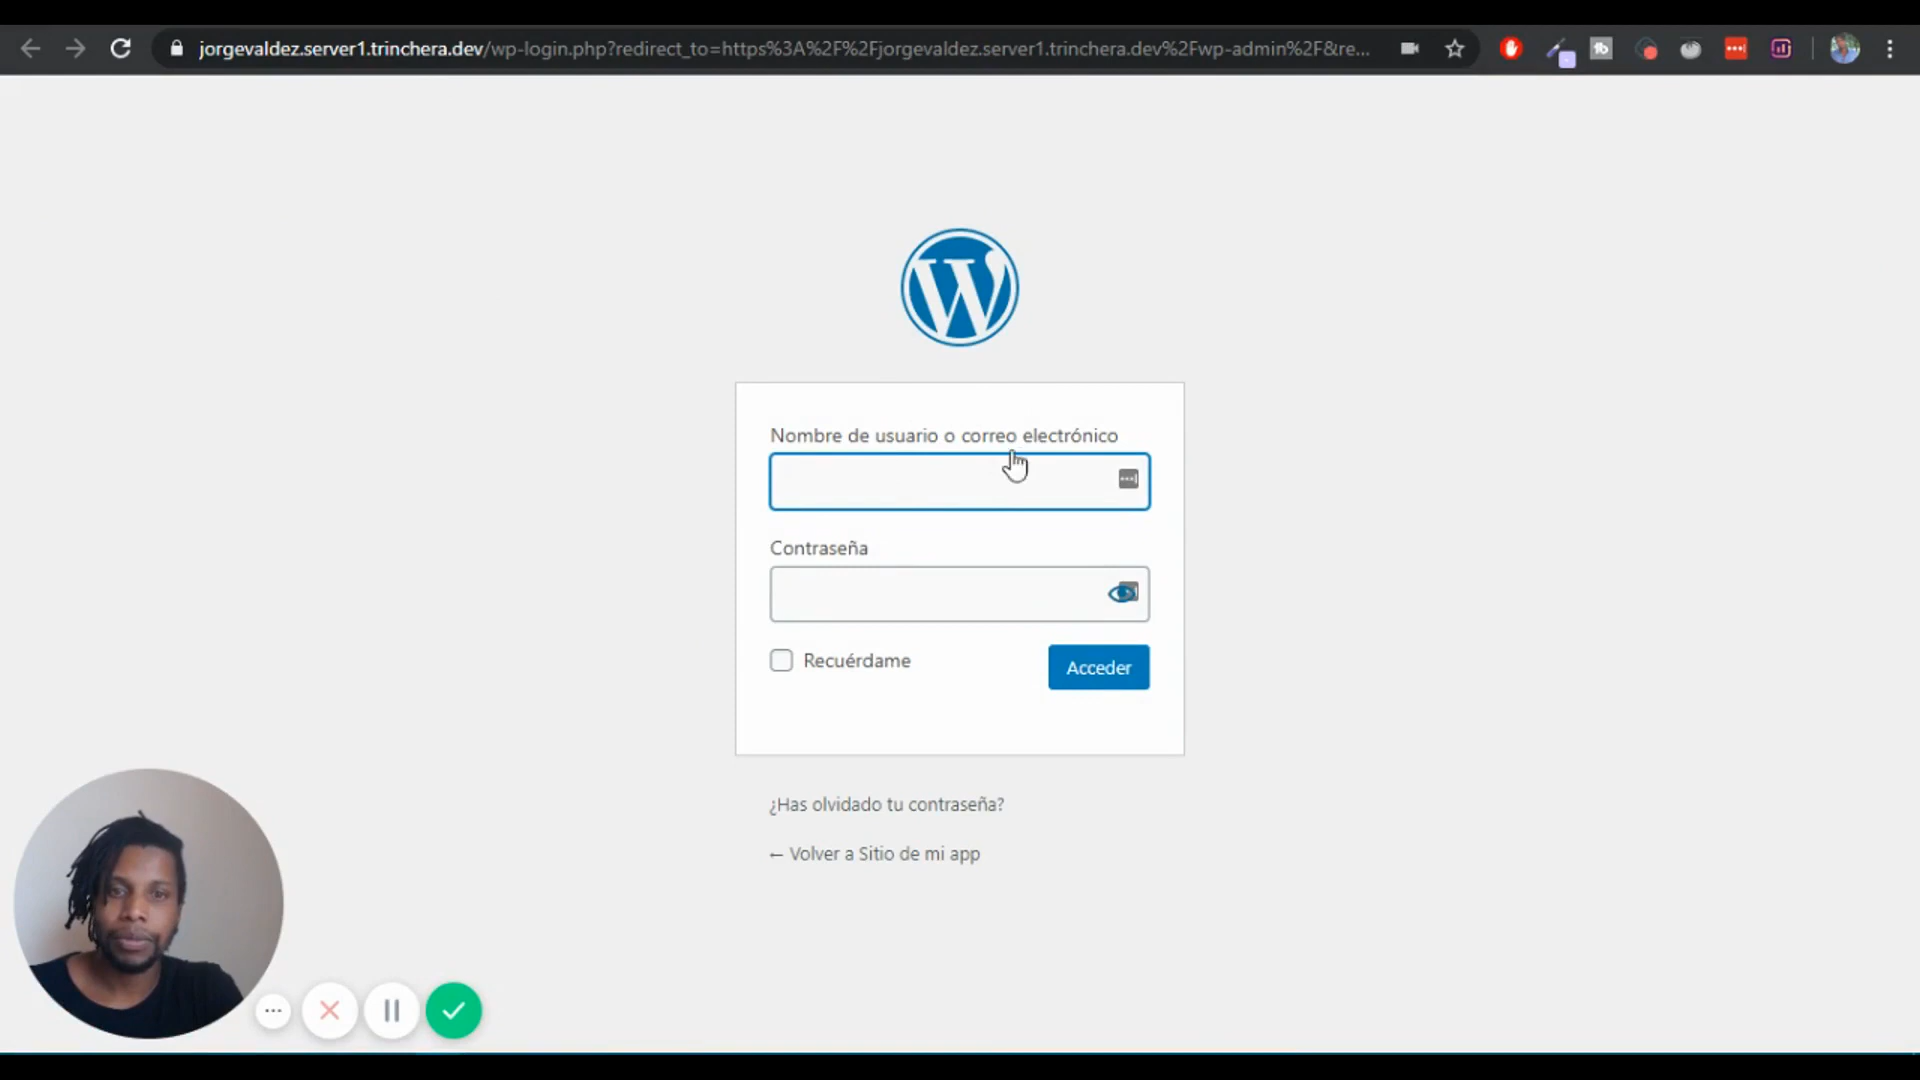 jorgevaldez.server1.trinchera.dev/wp-login.php?redirect_to=https%3A%2F%2Fjorgevaldez.server1.trinchera.dev%2Fwp-admin%2F&re...
Nombre de usuario o correo electrónico
Contraseña
Recuérdame
Acceder
¿Has olvidado tu contraseña?
← Volver a Sitio de mi app